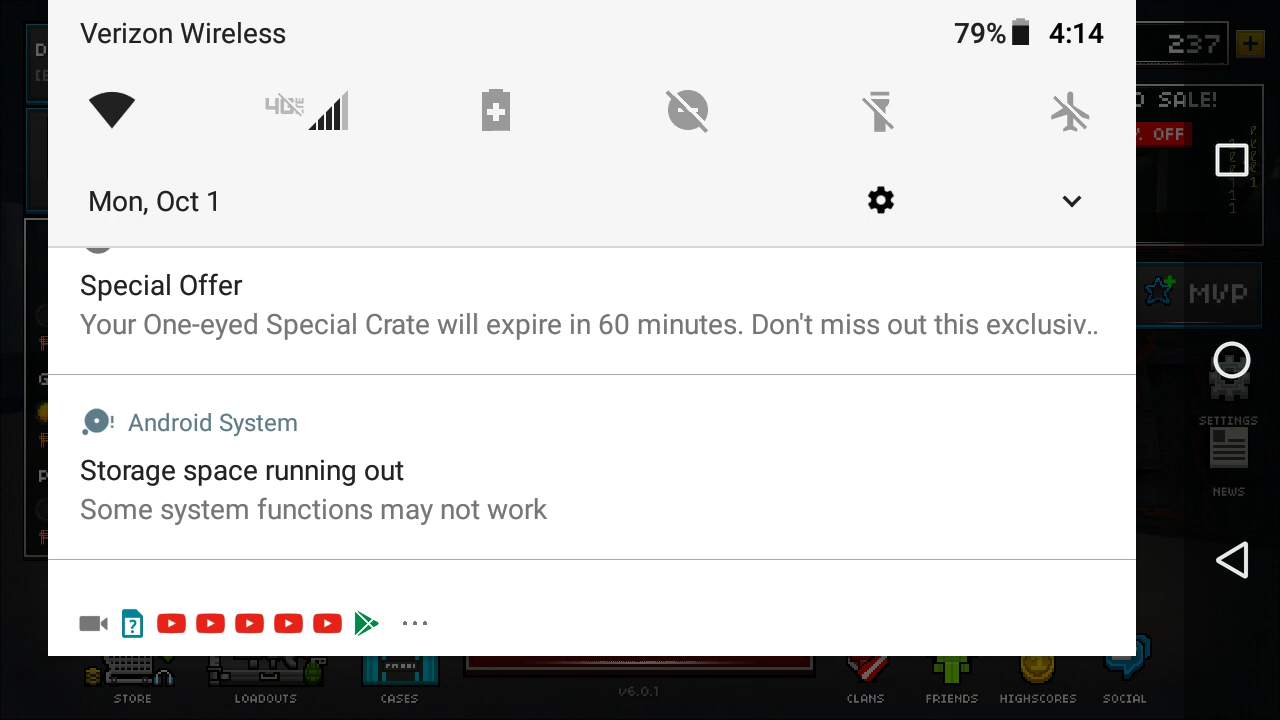 Verizon Wireless
79% 4:14
237
4G LTE
SALE!
% OFF
Mon, Oct 1
Special Offer
Your One-eyed Special Crate will expire in 60 minutes. Don't miss out this exclusiv..
MVP
Android System
Storage space running out
Some system functions may not work
SETTINGS
NEWS
STORE
LOADOUTS
CASES
v6.0.1
CLANS
FRIENDS
HIGHSCORES
SOCIAL